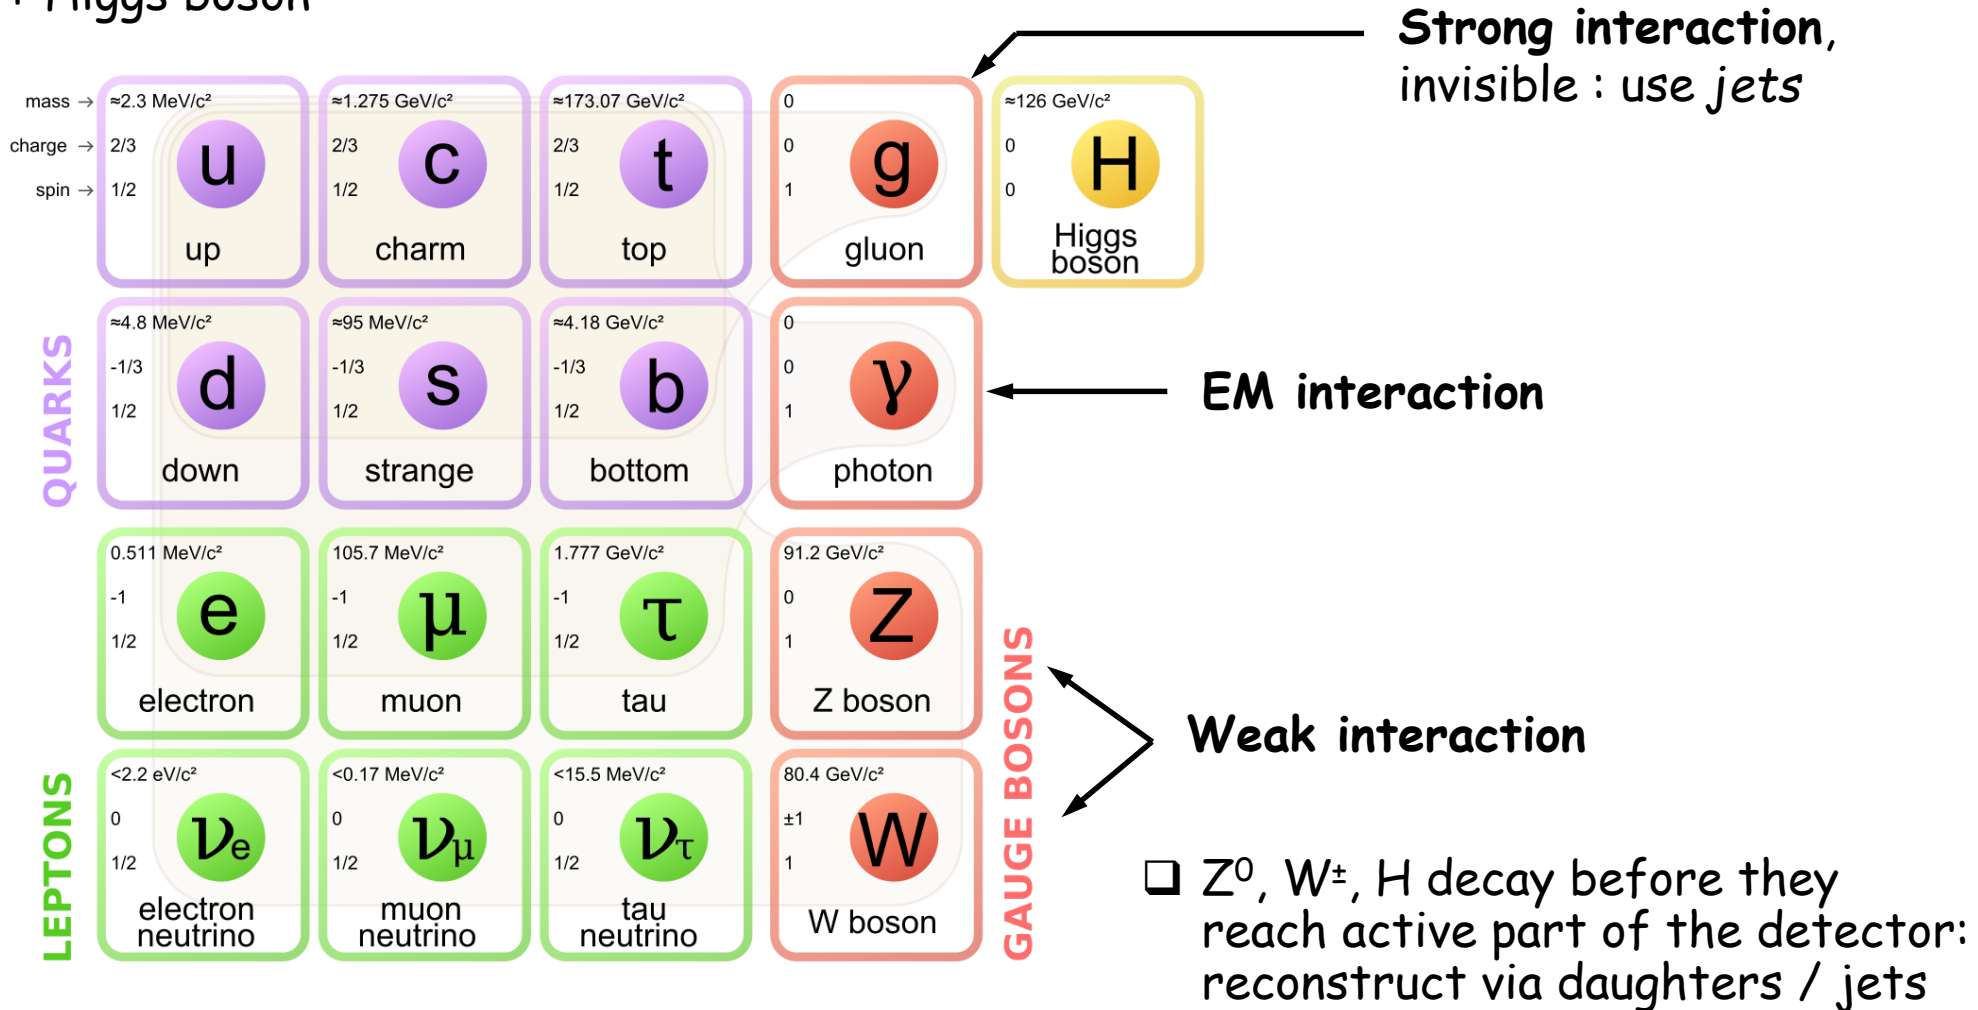 + Higgs boson
Strong interaction,
invisible : use jets
mass → ≈2.3 MeV/c² ≈1.275 GeV/c² ≈173.07 GeV/c² 0 ≈126 GeV/c²
charge → 2/3 2/3 2/3 0 0
spin → 1/2 1/2 1/2 1 0
u c t g H
up charm top gluon Higgs
boson
QUARKS
≈4.8 MeV/c² ≈95 MeV/c² ≈4.18 GeV/c² 0
-1/3 -1/3 -1/3 0
1/2 1/2 1/2 1
d s b γ
down strange bottom photon
EM interaction
0.511 MeV/c² 105.7 MeV/c² 1.777 GeV/c² 91.2 GeV/c²
-1 -1 -1 0
1/2 1/2 1/2 1
e μ τ Z
electron muon tau Z boson
Weak interaction
LEPTONS
<2.2 eV/c² <0.17 MeV/c² <15.5 MeV/c² 80.4 GeV/c²
0 0 0 ±1
1/2 1/2 1/2 1
νe νμ ντ W
electron muon tau W boson
neutrino neutrino neutrino
GAUGE BOSONS
❑ Z⁰, W±, H decay before they
reach active part of the detector:
reconstruct via daughters / jets